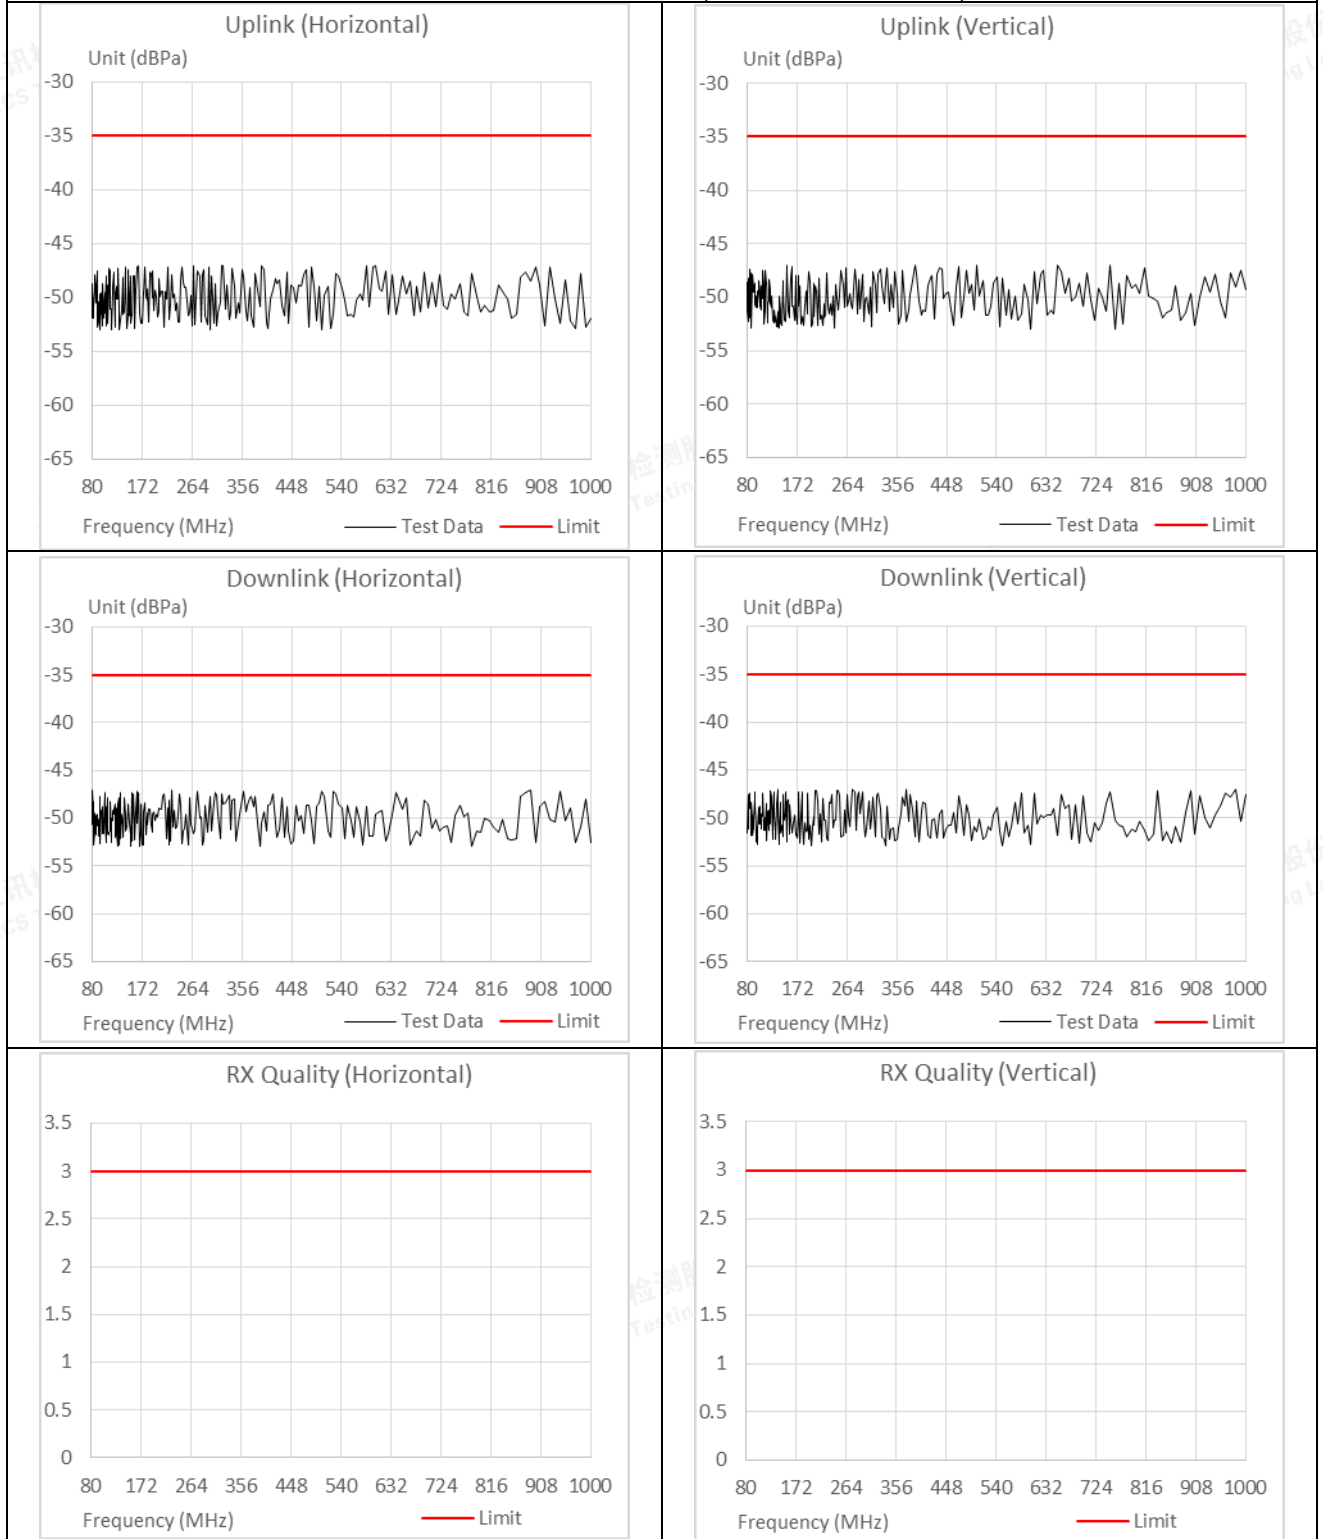 Uplink (Horizontal)
Unit (dBPa)
-30
-35
-40
-45
-50
-55
-60
-65
80 172 264 356 448 540 632 724 816 908 1000
Frequency (MHz) Test Data Limit
Uplink (Vertical)
Unit (dBPa)
-30
-35
-40
-45
-50
-55
-60
-65
80 172 264 356 448 540 632 724 816 908 1000
Frequency (MHz) Test Data Limit
Downlink (Horizontal)
Unit (dBPa)
-30
-35
-40
-45
-50
-55
-60
-65
80 172 264 356 448 540 632 724 816 908 1000
Frequency (MHz) Test Data Limit
Downlink (Vertical)
Unit (dBPa)
-30
-35
-40
-45
-50
-55
-60
-65
80 172 264 356 448 540 632 724 816 908 1000
Frequency (MHz) Test Data Limit
RX Quality (Horizontal)
3.5
3
2.5
2
1.5
1
0.5
0
80 172 264 356 448 540 632 724 816 908 1000
Frequency (MHz) Limit
RX Quality (Vertical)
3.5
3
2.5
2
1.5
1
0.5
0
80 172 264 356 448 540 632 724 816 908 1000
Frequency (MHz) Limit